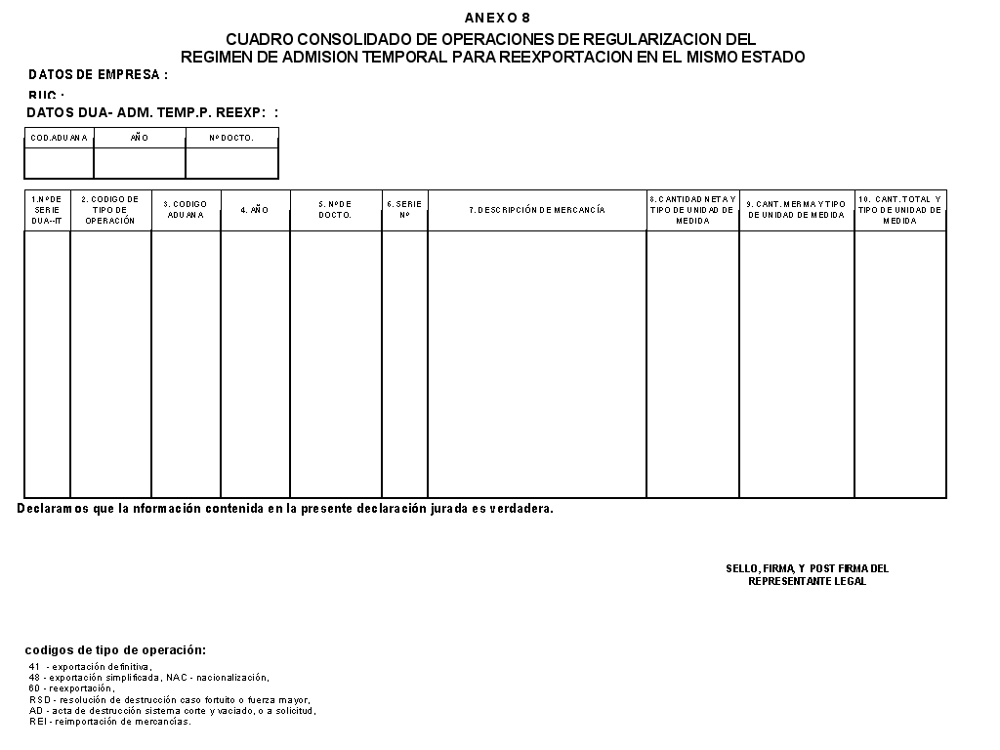 ANEXO 8
CUADRO CONSOLIDADO DE OPERACIONES DE REGULARIZACION DEL
REGIMEN DE ADMISION TEMPORAL PARA REEXPORTACION EN EL MISMO ESTADO
DATOS DE EMPRESA :
RUC :
DATOS DUA- ADM. TEMP.P. REEXP: :
COD.ADUANA AÑO Nº DOCTO.
1.Nº DE SERIE DUA--IT
2. CODIGO DE TIPO DE OPERACIÓN
3. CODIGO ADUANA
4. AÑO
5. Nº DE DOCTO.
6. SERIE Nº
7. DESCRIPCIÓN DE MERCANCÍA
8. CANTIDAD NETA Y TIPO DE UNIDAD DE MEDIDA
9. CANT. MERMA Y TIPO DE UNIDAD DE MEDIDA
10. CANT. TOTAL Y TIPO DE UNIDAD DE MEDIDA
Declaramos que la nformación contenida en la presente declaración jurada es verdadera.
SELLO, FIRMA, Y POST FIRMA DEL
REPRESENTANTE LEGAL
codigos de tipo de operación:
41 - exportación definitiva,
48 - exportación simplificada, NAC - nacionalización,
60 - reexportación,
RSD - resolución de destrucción caso fortuito o fuerza mayor,
AD - acta de destrucción sistema corte y vaciado, o a solicitud,
REI - reimportación de mercancías.